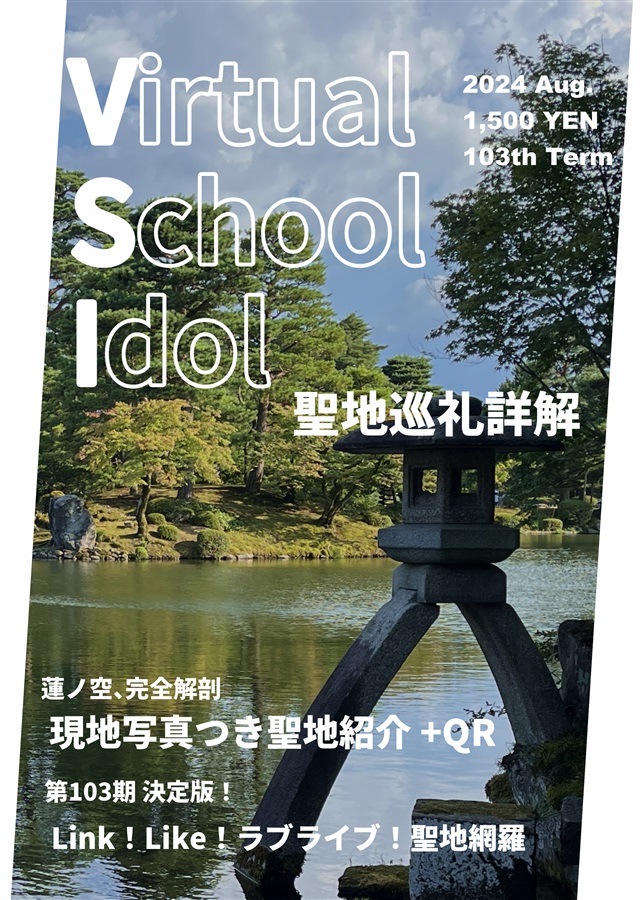 Virtual
School
Idol
2024 Aug.
1,500 YEN
103th Term
聖地巡礼詳解
蓮ノ空、完全解剖
現地写真つき聖地紹介 +QR
第103期 決定版！
Link！Like！ラブライブ！聖地網羅